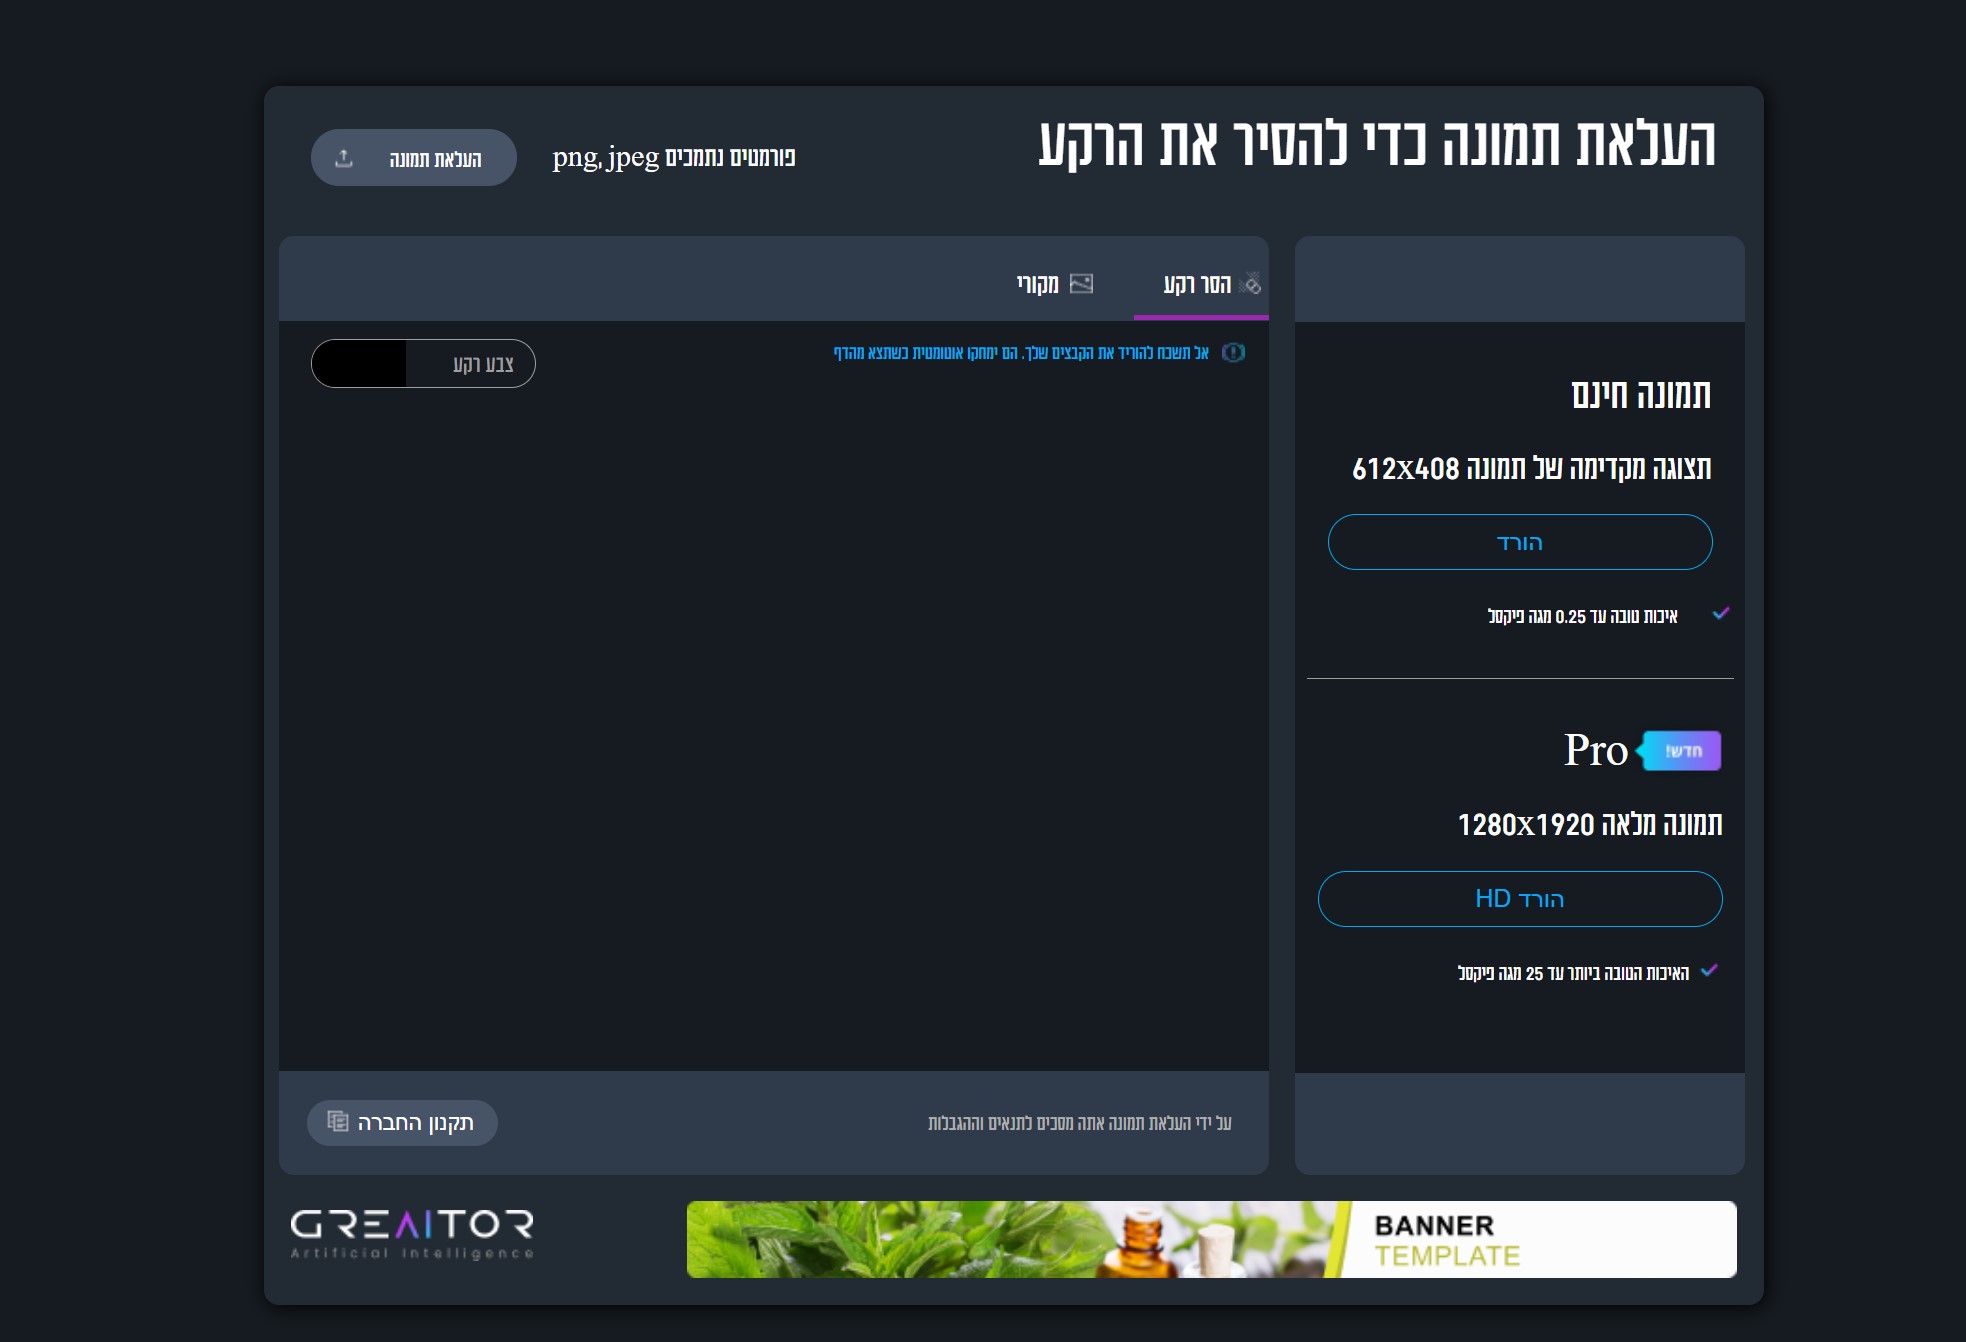 העלאת תמונה כדי להסיר את הרקע
פורמטים נתמכים png, jpeg
העלאת תמונה
הסר רקע
מקורי
אל תשכח להוריד את הקבצים שלך. הם ימחקו אוטומטית כשתצא מהדף
צבע רקע
תמונה חינם
תצוגה מקדימה של תמונה 612X408
הורד
איכות טובה עד 0.25 מגה פיקסל
חדש!
Pro
תמונה מלאה 1280X1920
הורד HD
האיכות הטובה ביותר עד 25 מגה פיקסל
על ידי העלאת תמונה אתה מסכים לתנאים וההגבלות
תקנון החברה
BANNER
TEMPLATE
GREAITOR
Artificial Intelligence